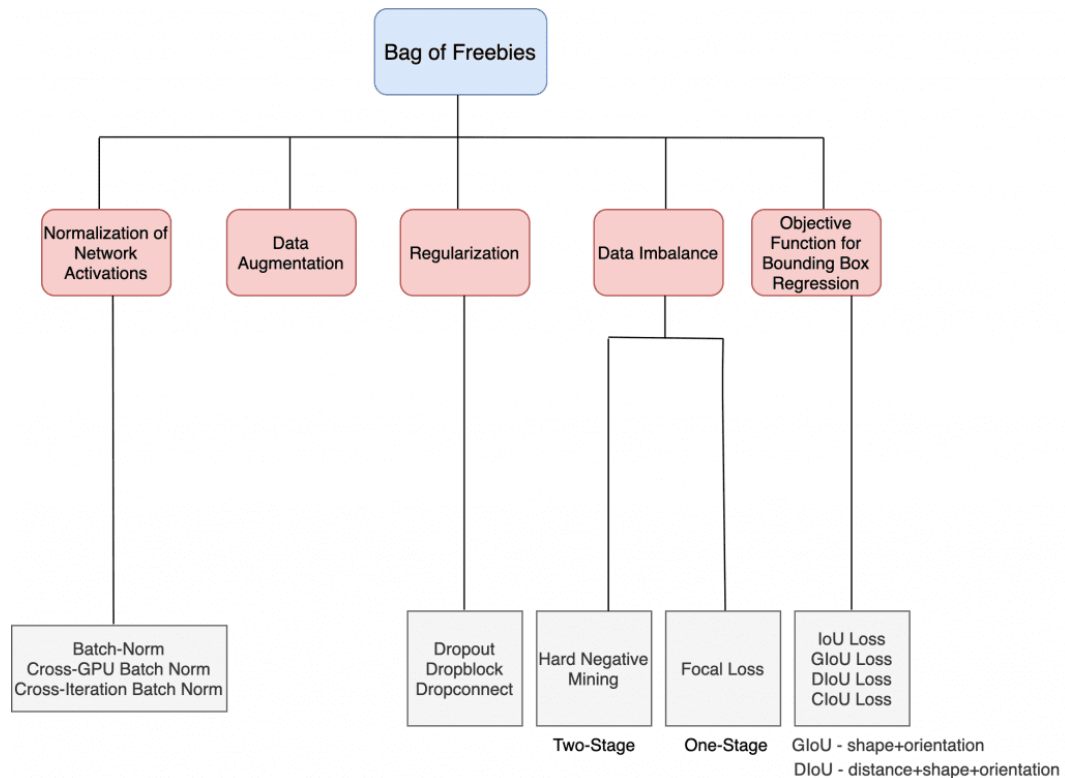 Bag of Freebies
Normalization of
Network
Activations
Data
Augmentation
Regularization
Data Imbalance
Objective
Function for
Bounding Box
Regression
Batch-Norm
Cross-GPU Batch Norm
Cross-Iteration Batch Norm
Dropout
Dropblock
Dropconnect
Hard Negative
Mining
Focal Loss
IoU Loss
GIoU Loss
DIoU Loss
CIoU Loss
Two-Stage
One-Stage
GIoU - shape+orientation
DIoU - distance+shape+orientation